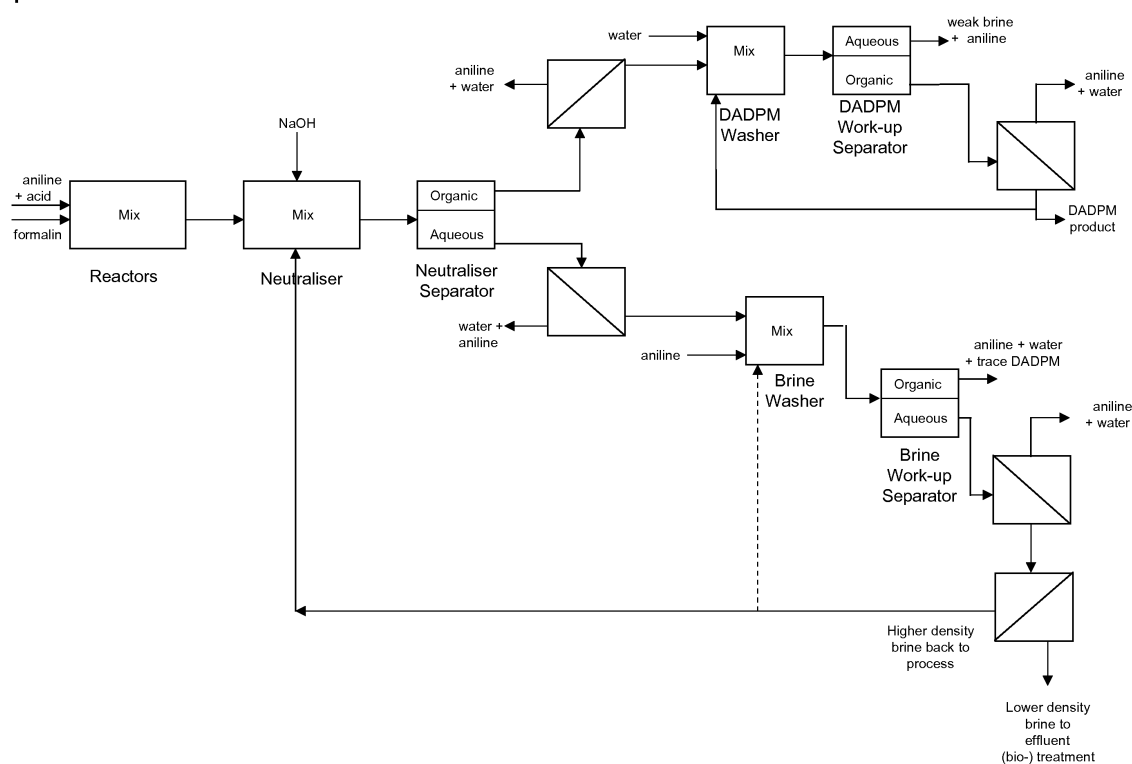 weak brine
+ aniline
water
Mix
Aqueous
Organic
aniline
+ water
aniline
+ water
DADPM
Washer
DADPM
Work-up
Separator
NaOH
aniline
+ acid
formalin
Mix
Mix
Organic
Aqueous
DADPM
product
Reactors
Neutraliser
Neutraliser
Separator
water +
aniline
aniline
Mix
Brine
Washer
aniline + water
+ trace DADPM
Organic
Aqueous
aniline
+ water
Brine
Work-up
Separator
Higher density
brine back to
process
Lower density
brine to
effluent
(bio-) treatment